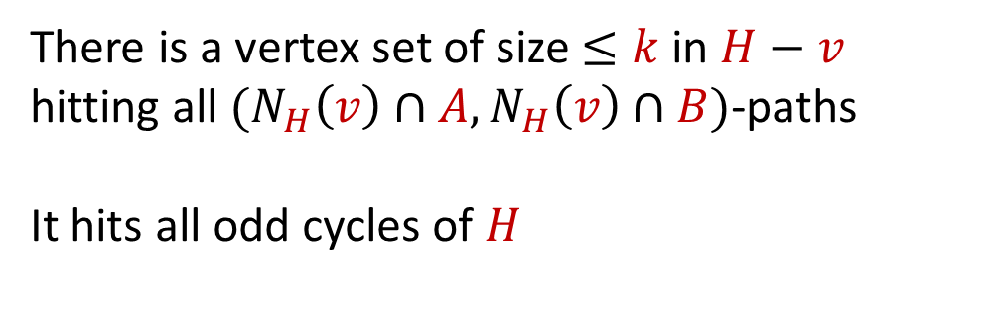 There is a vertex set of size ≤ k in H − v
hitting all (N_H(v) ∩ A, N_H(v) ∩ B)-paths
It hits all odd cycles of H